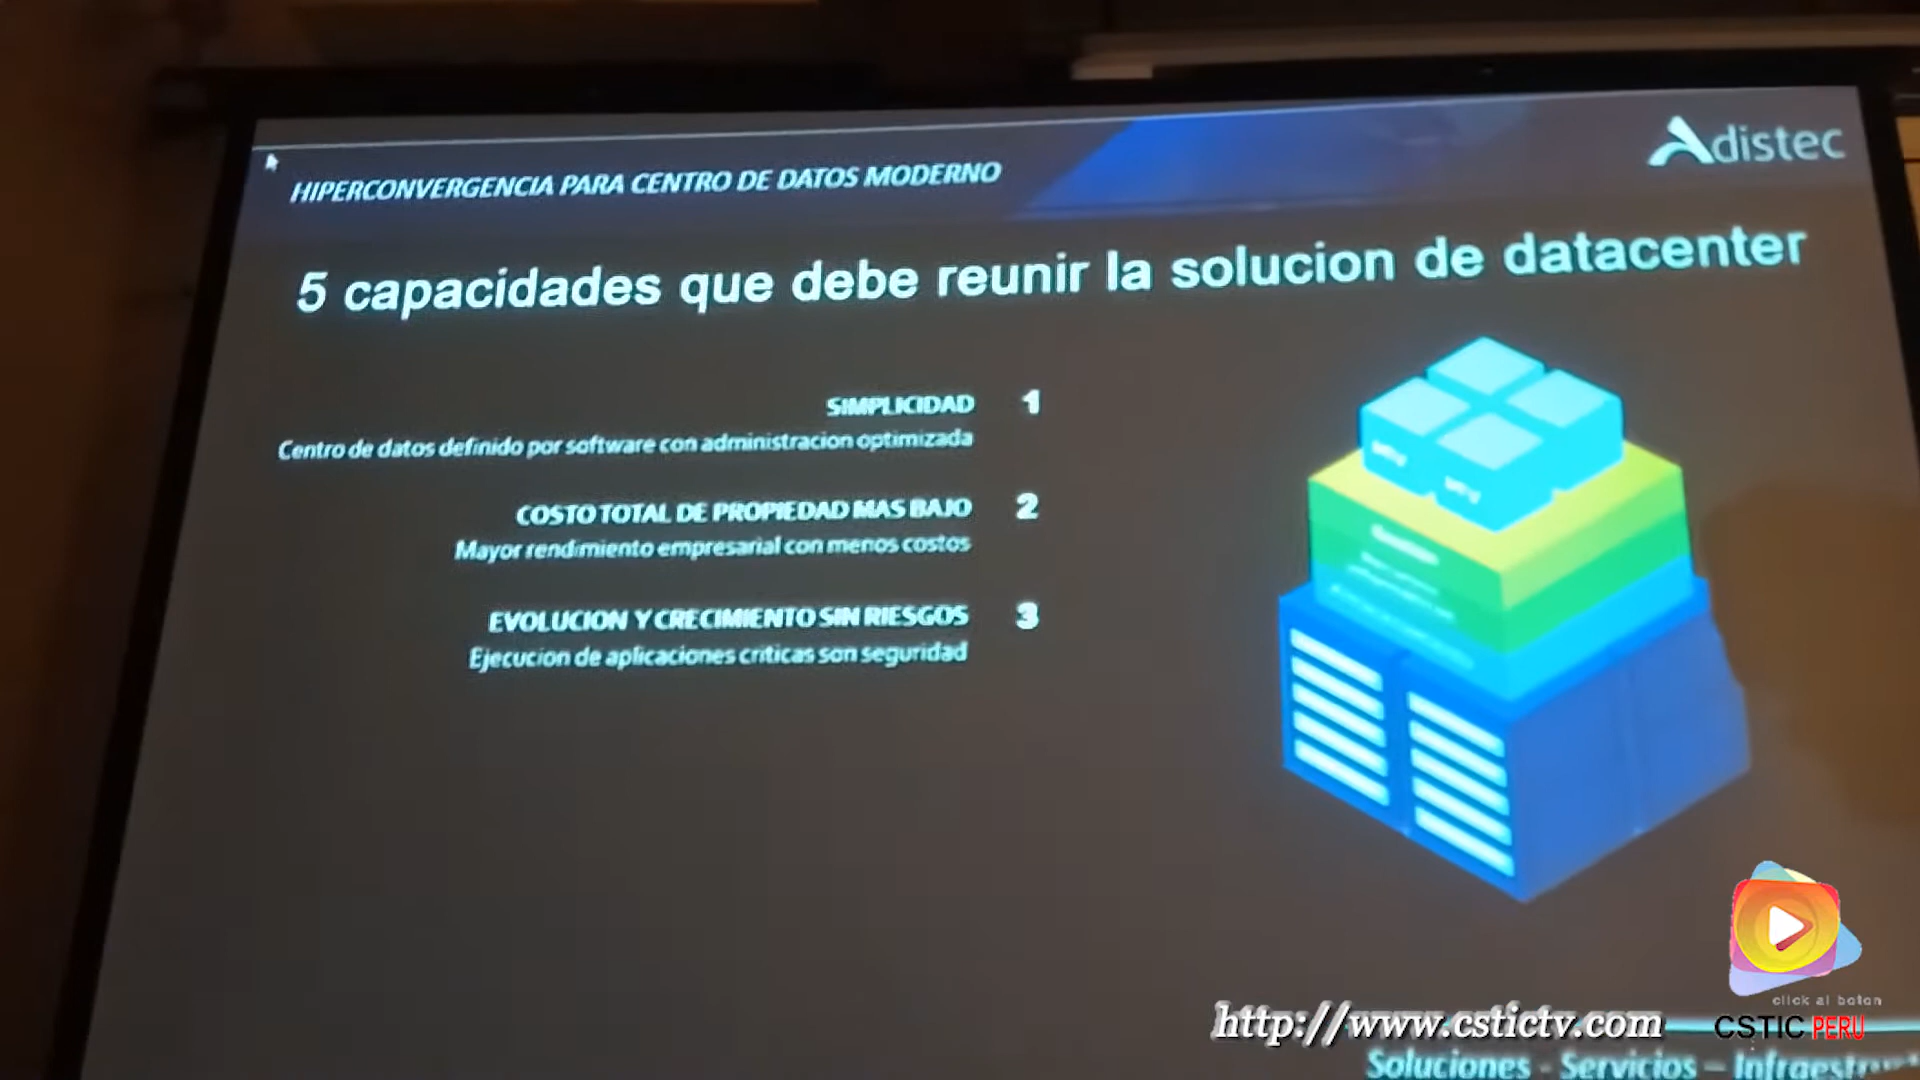 Adistec
HIPERCONVERGENCIA PARA CENTRO DE DATOS MODERNO
5 capacidades que debe reunir la solucion de datacenter
SIMPLICIDAD 1
Centro de datos definido por software con administracion optimizada
COSTO TOTAL DE PROPIEDAD MAS BAJO 2
Mayor rendimiento empresarial con menos costos
EVOLUCION Y CRECIMIENTO SIN RIESGOS 3
Ejecucion de aplicaciones criticas son seguridad
click al boton
http://www.cstictv.com
CSTIC PERU
Soluciones - Servicios – Infraestru